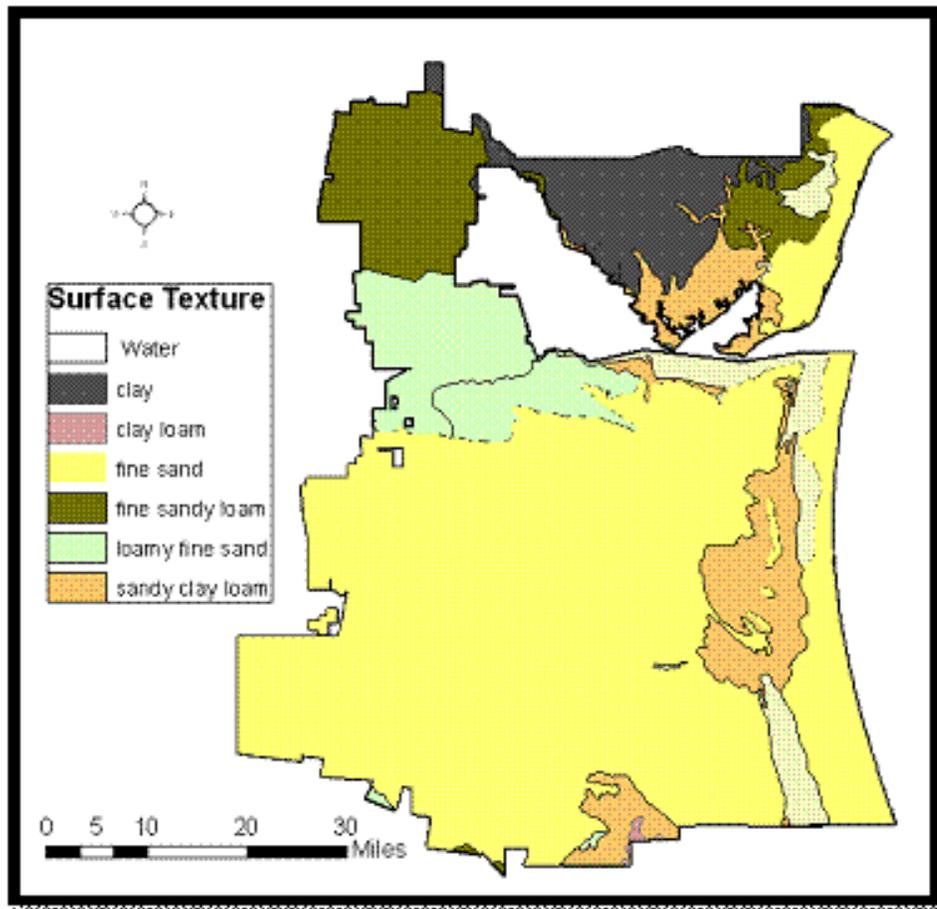 N
W E
S
Surface Texture
Water
clay
clay loam
fine sand
fine sandy loam
loamy fine sand
sandy clay loam
0 5 10 20 30
Miles